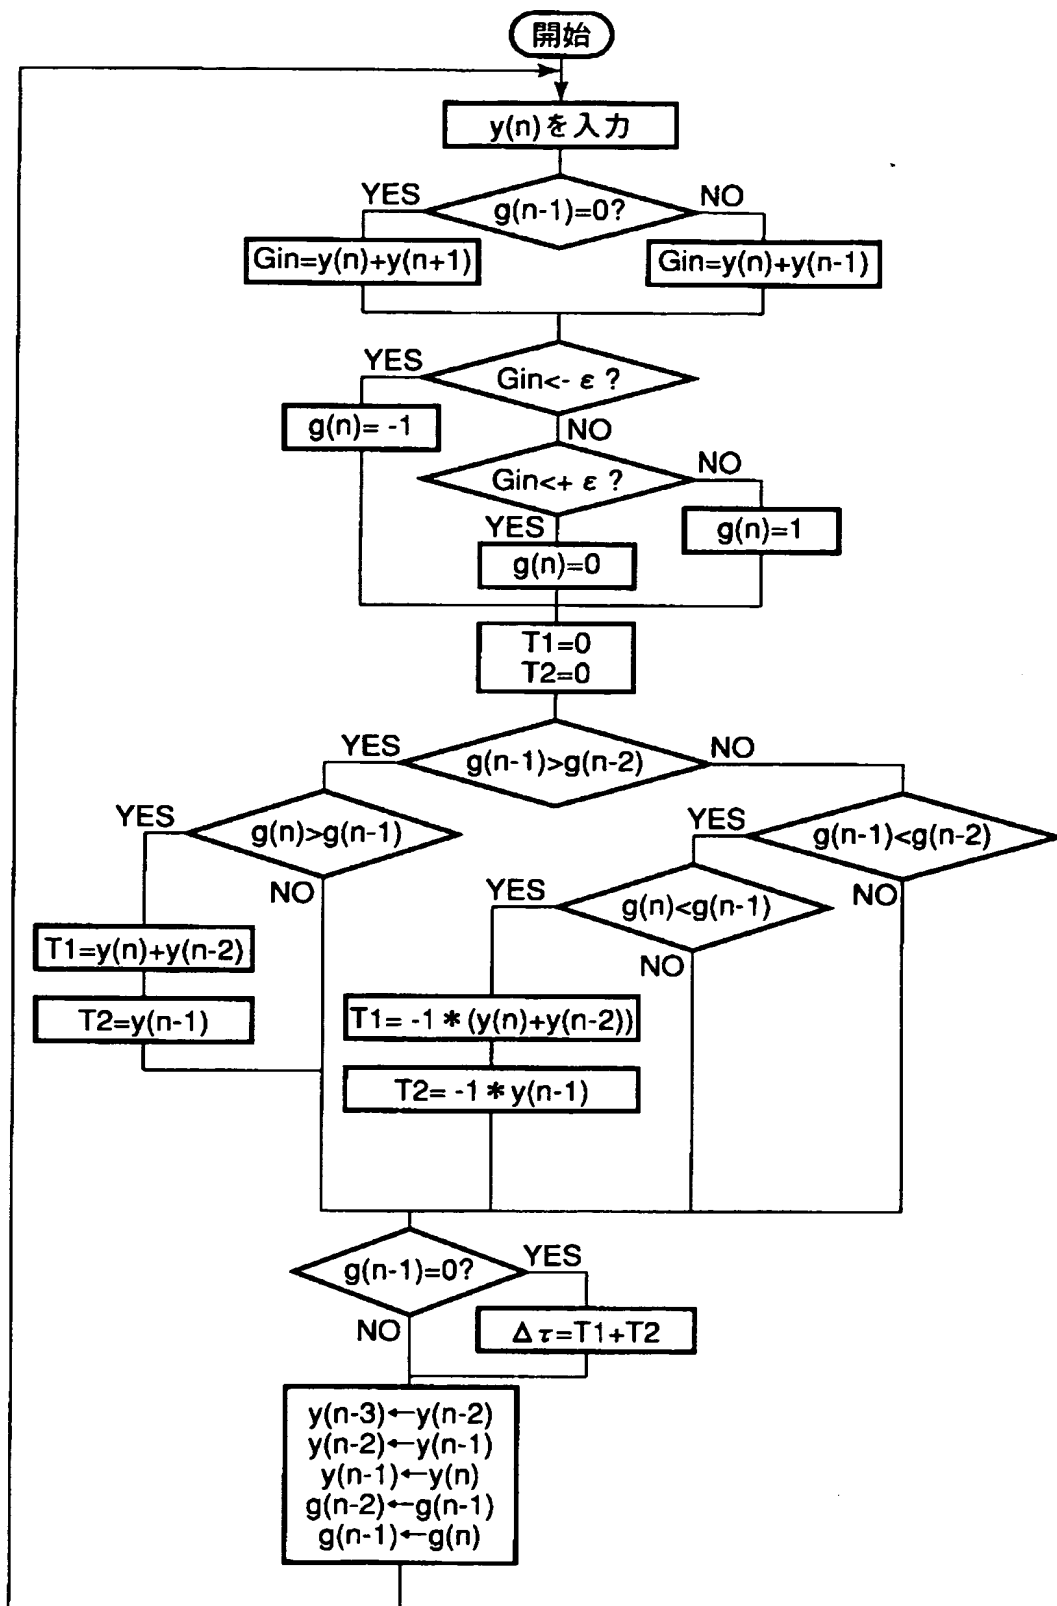 開始
y(n)を入力
YES
g(n-1)=0?
NO
Gin=y(n)+y(n+1)
Gin=y(n)+y(n-1)
YES
Gin<- ε ?
g(n)= -1
NO
Gin<+ ε ?
NO
YES
g(n)=1
g(n)=0
T1=0
T2=0
YES
g(n-1)>g(n-2)
NO
YES
g(n)>g(n-1)
NO
YES
g(n-1)<g(n-2)
NO
YES
g(n)<g(n-1)
NO
T1=y(n)+y(n-2)
T2=y(n-1)
T1= -1＊(y(n)+y(n-2))
T2= -1＊y(n-1)
g(n-1)=0?
YES
NO
Δτ=T1+T2
y(n-3)←y(n-2)
y(n-2)←y(n-1)
y(n-1)←y(n)
g(n-2)←g(n-1)
g(n-1)←g(n)